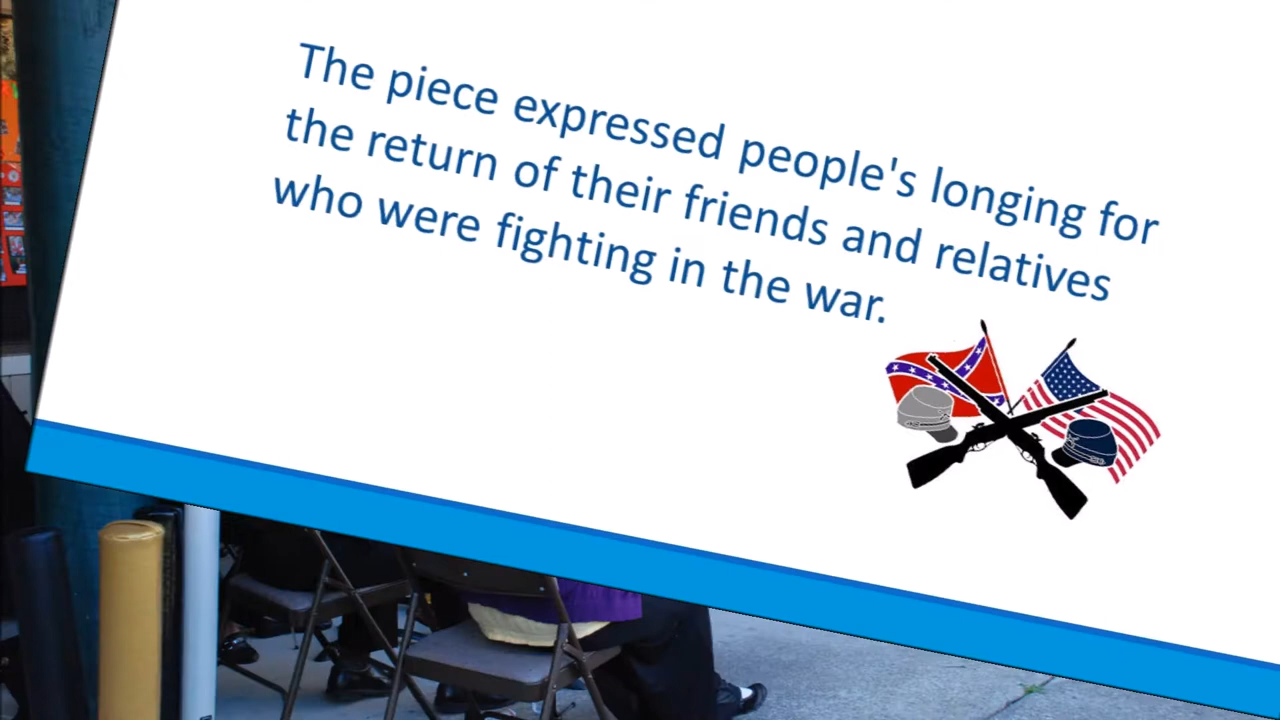 The piece expressed people's longing for
the return of their friends and relatives
who were fighting in the war.